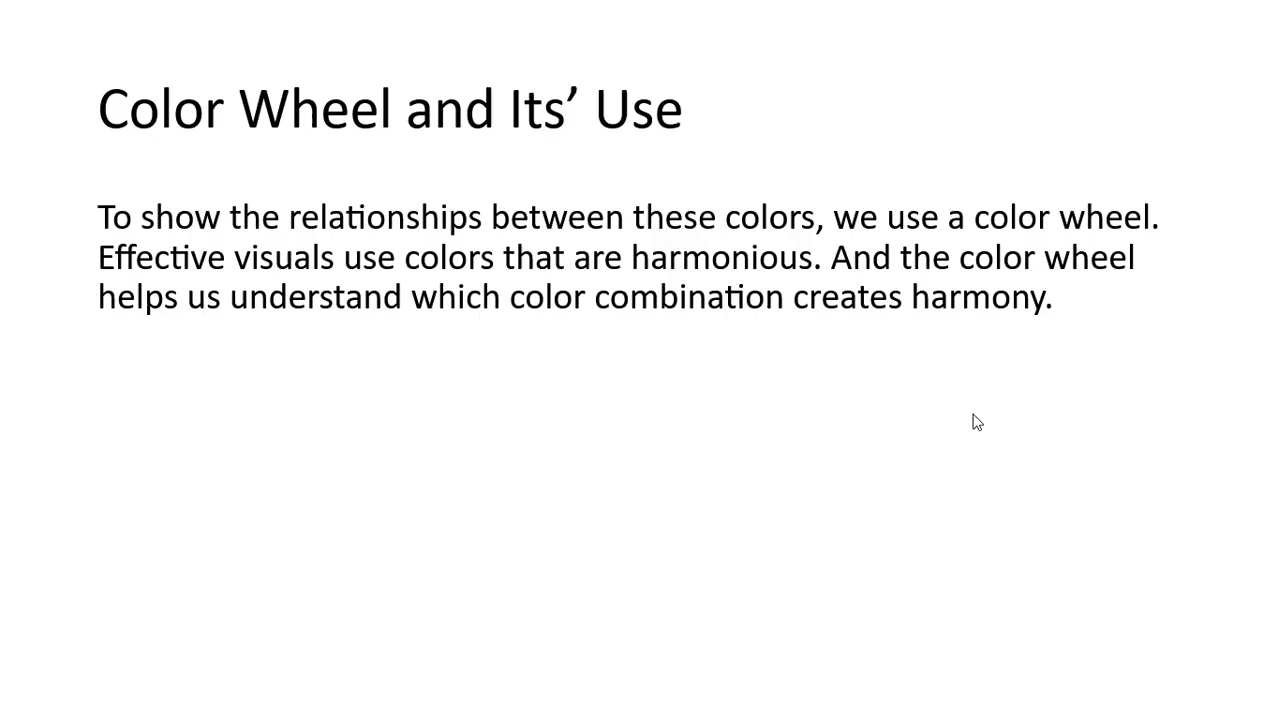 Color Wheel and Its’ Use
To show the relationships between these colors, we use a color wheel.
Effective visuals use colors that are harmonious. And the color wheel
helps us understand which color combination creates harmony.